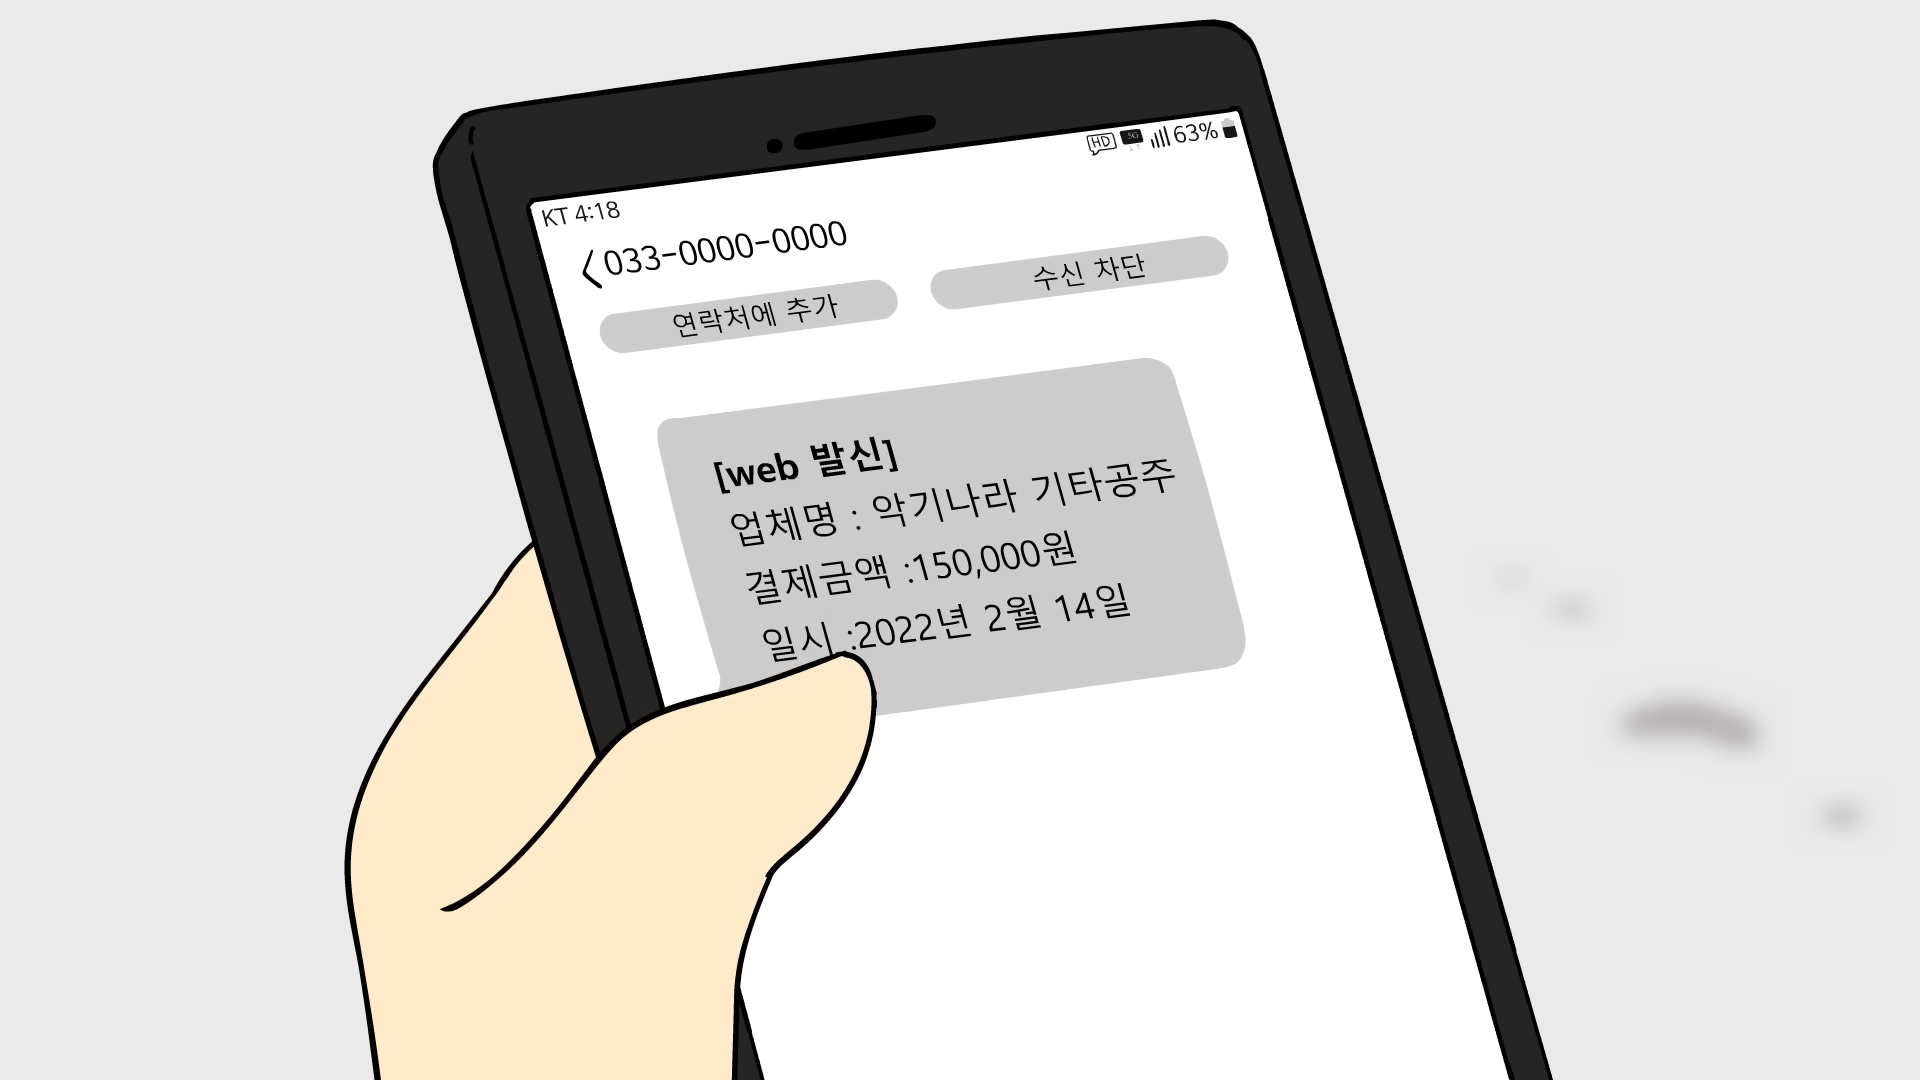 HD 5G 63%
KT 4:18
033-0000-0000
연락처에 추가
수신 차단
[web 발신]
업체명 : 악기나라 기타공주
결제금액 :150,000원
일시 :2022년 2월 14일